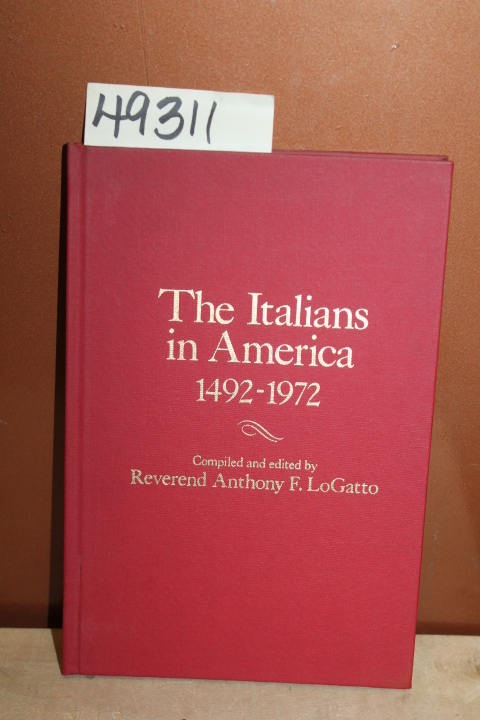 49311
The Italians
in America
1492-1972
Compiled and edited by
Reverend Anthony F. LoGatto